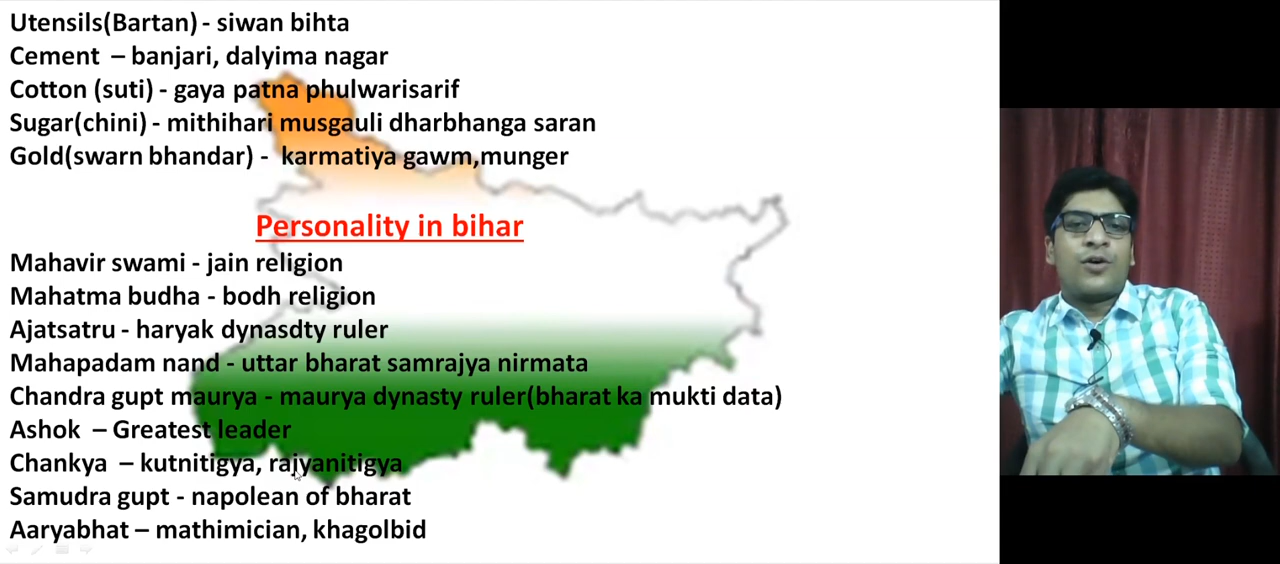 Utensils(Bartan) - siwan bihta
Cement – banjari, dalyima nagar
Cotton (suti) - gaya patna phulwarisarif
Sugar(chini) - mithihari musgauli dharbhanga saran
Gold(swarn bhandar) - karmatiya gawm,munger
Personality in bihar
Mahavir swami - jain religion
Mahatma budha - bodh religion
Ajatsatru - haryak dynasdty ruler
Mahapadam nand - uttar bharat samrajya nirmata
Chandra gupt maurya - maurya dynasty ruler(bharat ka mukti data)
Ashok – Greatest leader
Chankya – kutnitigya, rajyanitigya
Samudra gupt - napolean of bharat
Aaryabhat – mathimician, khagolbid